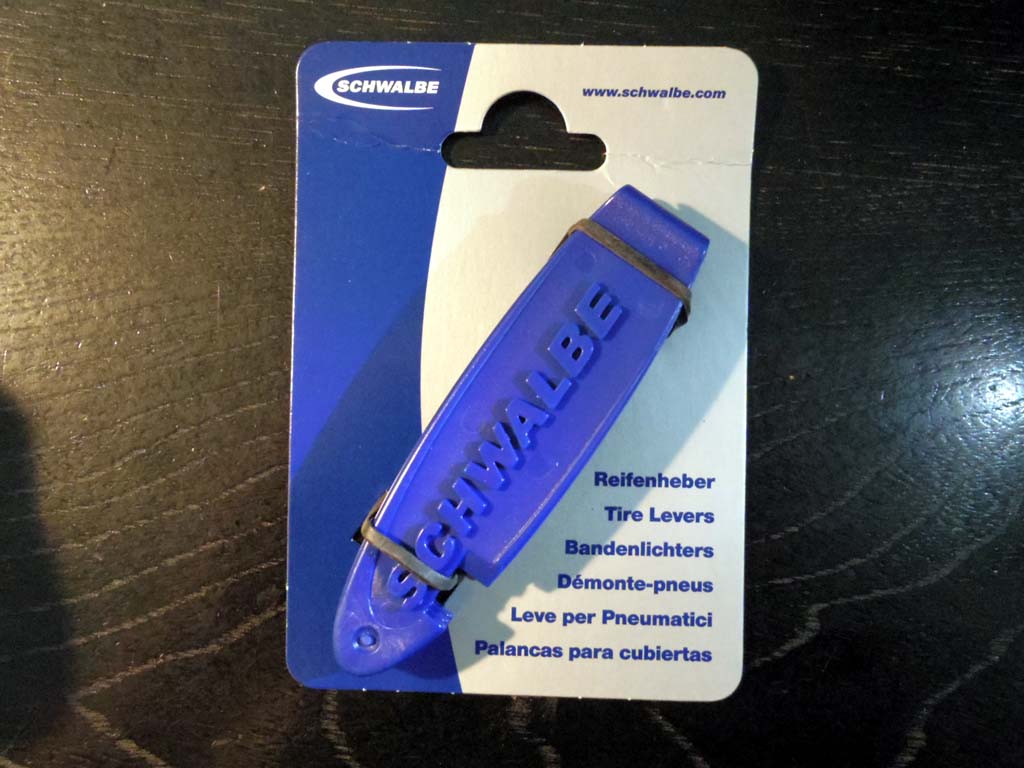 SCHWALBE
www.schwalbe.com
SCHWALBE
Reifenheber
Tire Levers
Bandenlichters
Démonte-pneus
Leve per Pneumatici
Palancas para cubiertas